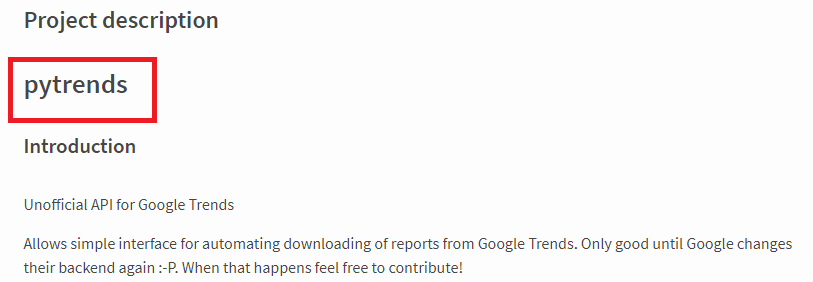 Project description
pytrends
Introduction
Unofficial API for Google Trends
Allows simple interface for automating downloading of reports from Google Trends. Only good until Google changes
their backend again :-P. When that happens feel free to contribute!